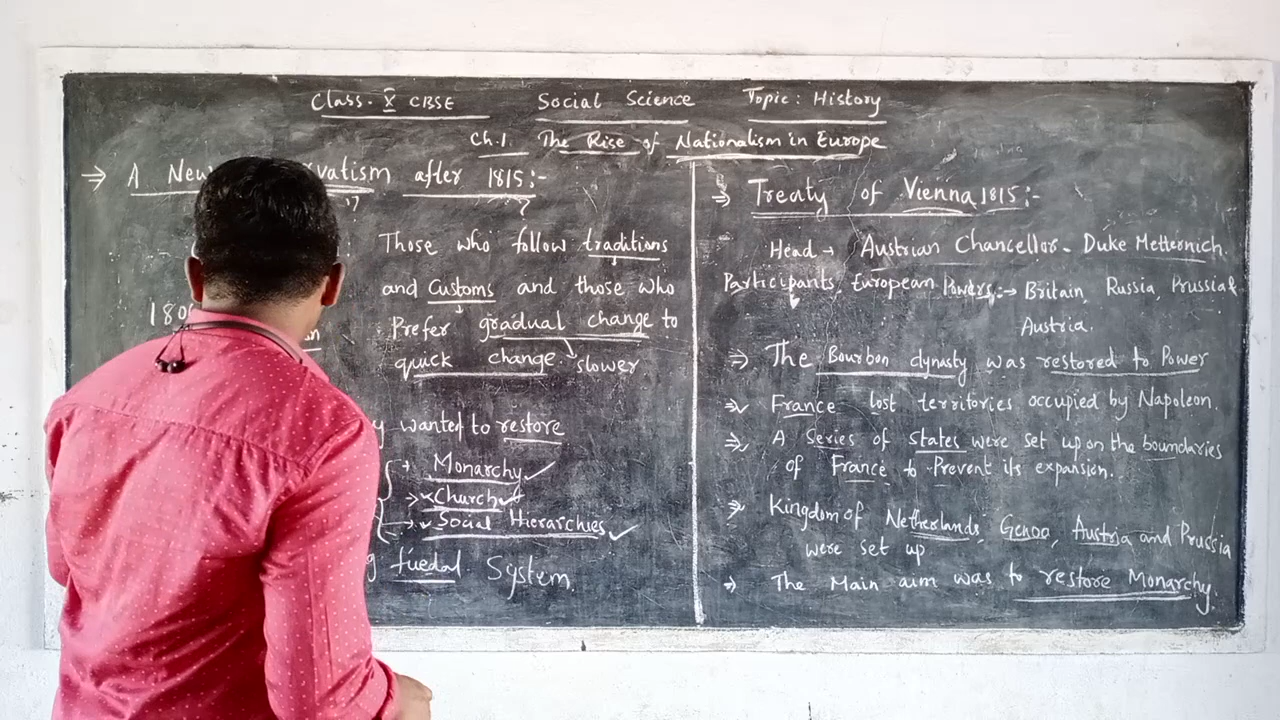 Class. X CBSE Social Science Topic: History
Ch.1. The Rise of Nationalism in Europe
→ A New vatism after 1815:-
Those who follow traditions
and Customs and those who
Prefer gradual change to
quick change. slower
wanted to restore
→ Monarchy ✓
→ Church ✓
→ Social Hierarchies ✓
fuedal System.
⇒ Treaty of Vienna 1815:-
Head → Austrian Chancellor - Duke Metternich.
Participants, European Powers:→ Britain, Russia, Prussia
Austria.
⇒ The Bourbon dynasty was restored to Power
⇒ France lost territories occupied by Napoleon.
⇒ A Series of states were set up on the boundaries
of France to Prevent its expansion.
⇒ Kingdom of Netherlands, Genoa, Austria and Prussia
were set up
⇒ The Main aim was to restore Monarchy.